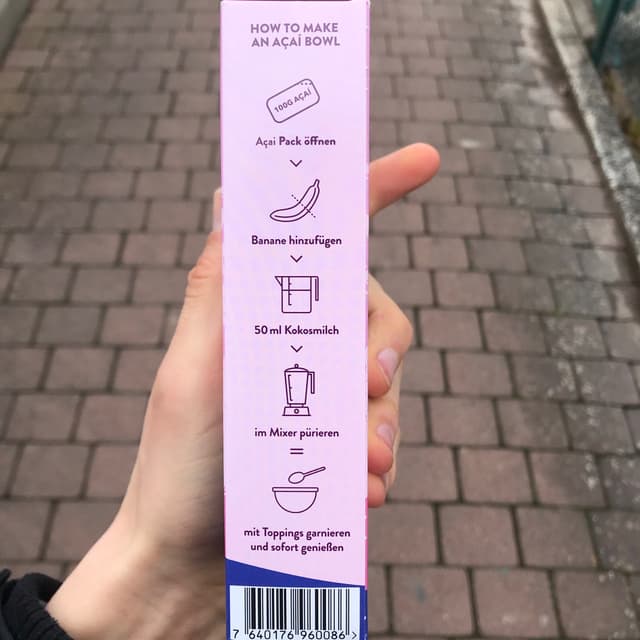 HOW TO MAKE
AN AÇAÍ BOWL
100G AÇAÍ
Açai Pack öffnen
Banane hinzufügen
50 ml Kokosmilch
im Mixer pürieren
=
mit Toppings garnieren
und sofort genießen
7 640176 960086 >